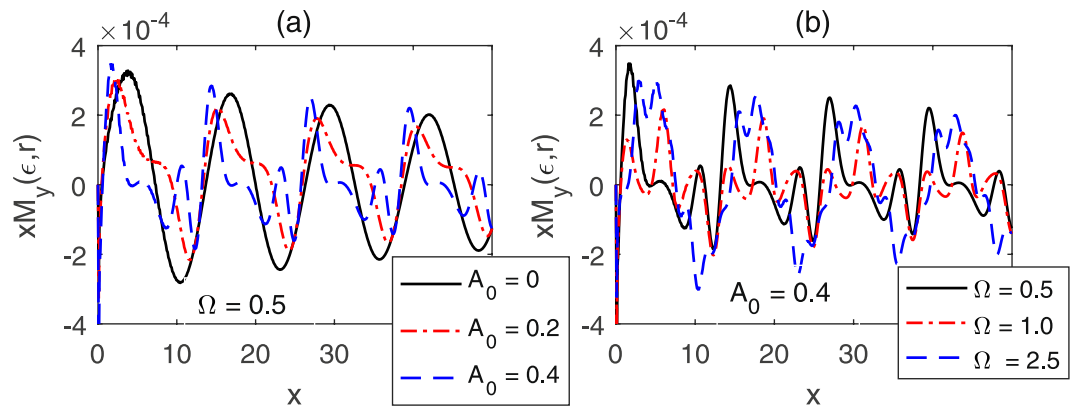 (a)
×10⁻⁴
4
2
0
-2
-4
0 10 20 30
xMy(ϵ,r)
x
Ω = 0.5
A0 = 0
A0 = 0.2
A0 = 0.4
(b)
×10⁻⁴
4
2
0
-2
-4
0 10 20 30
xMy(ϵ,r)
x
A0 = 0.4
Ω = 0.5
Ω = 1.0
Ω = 2.5